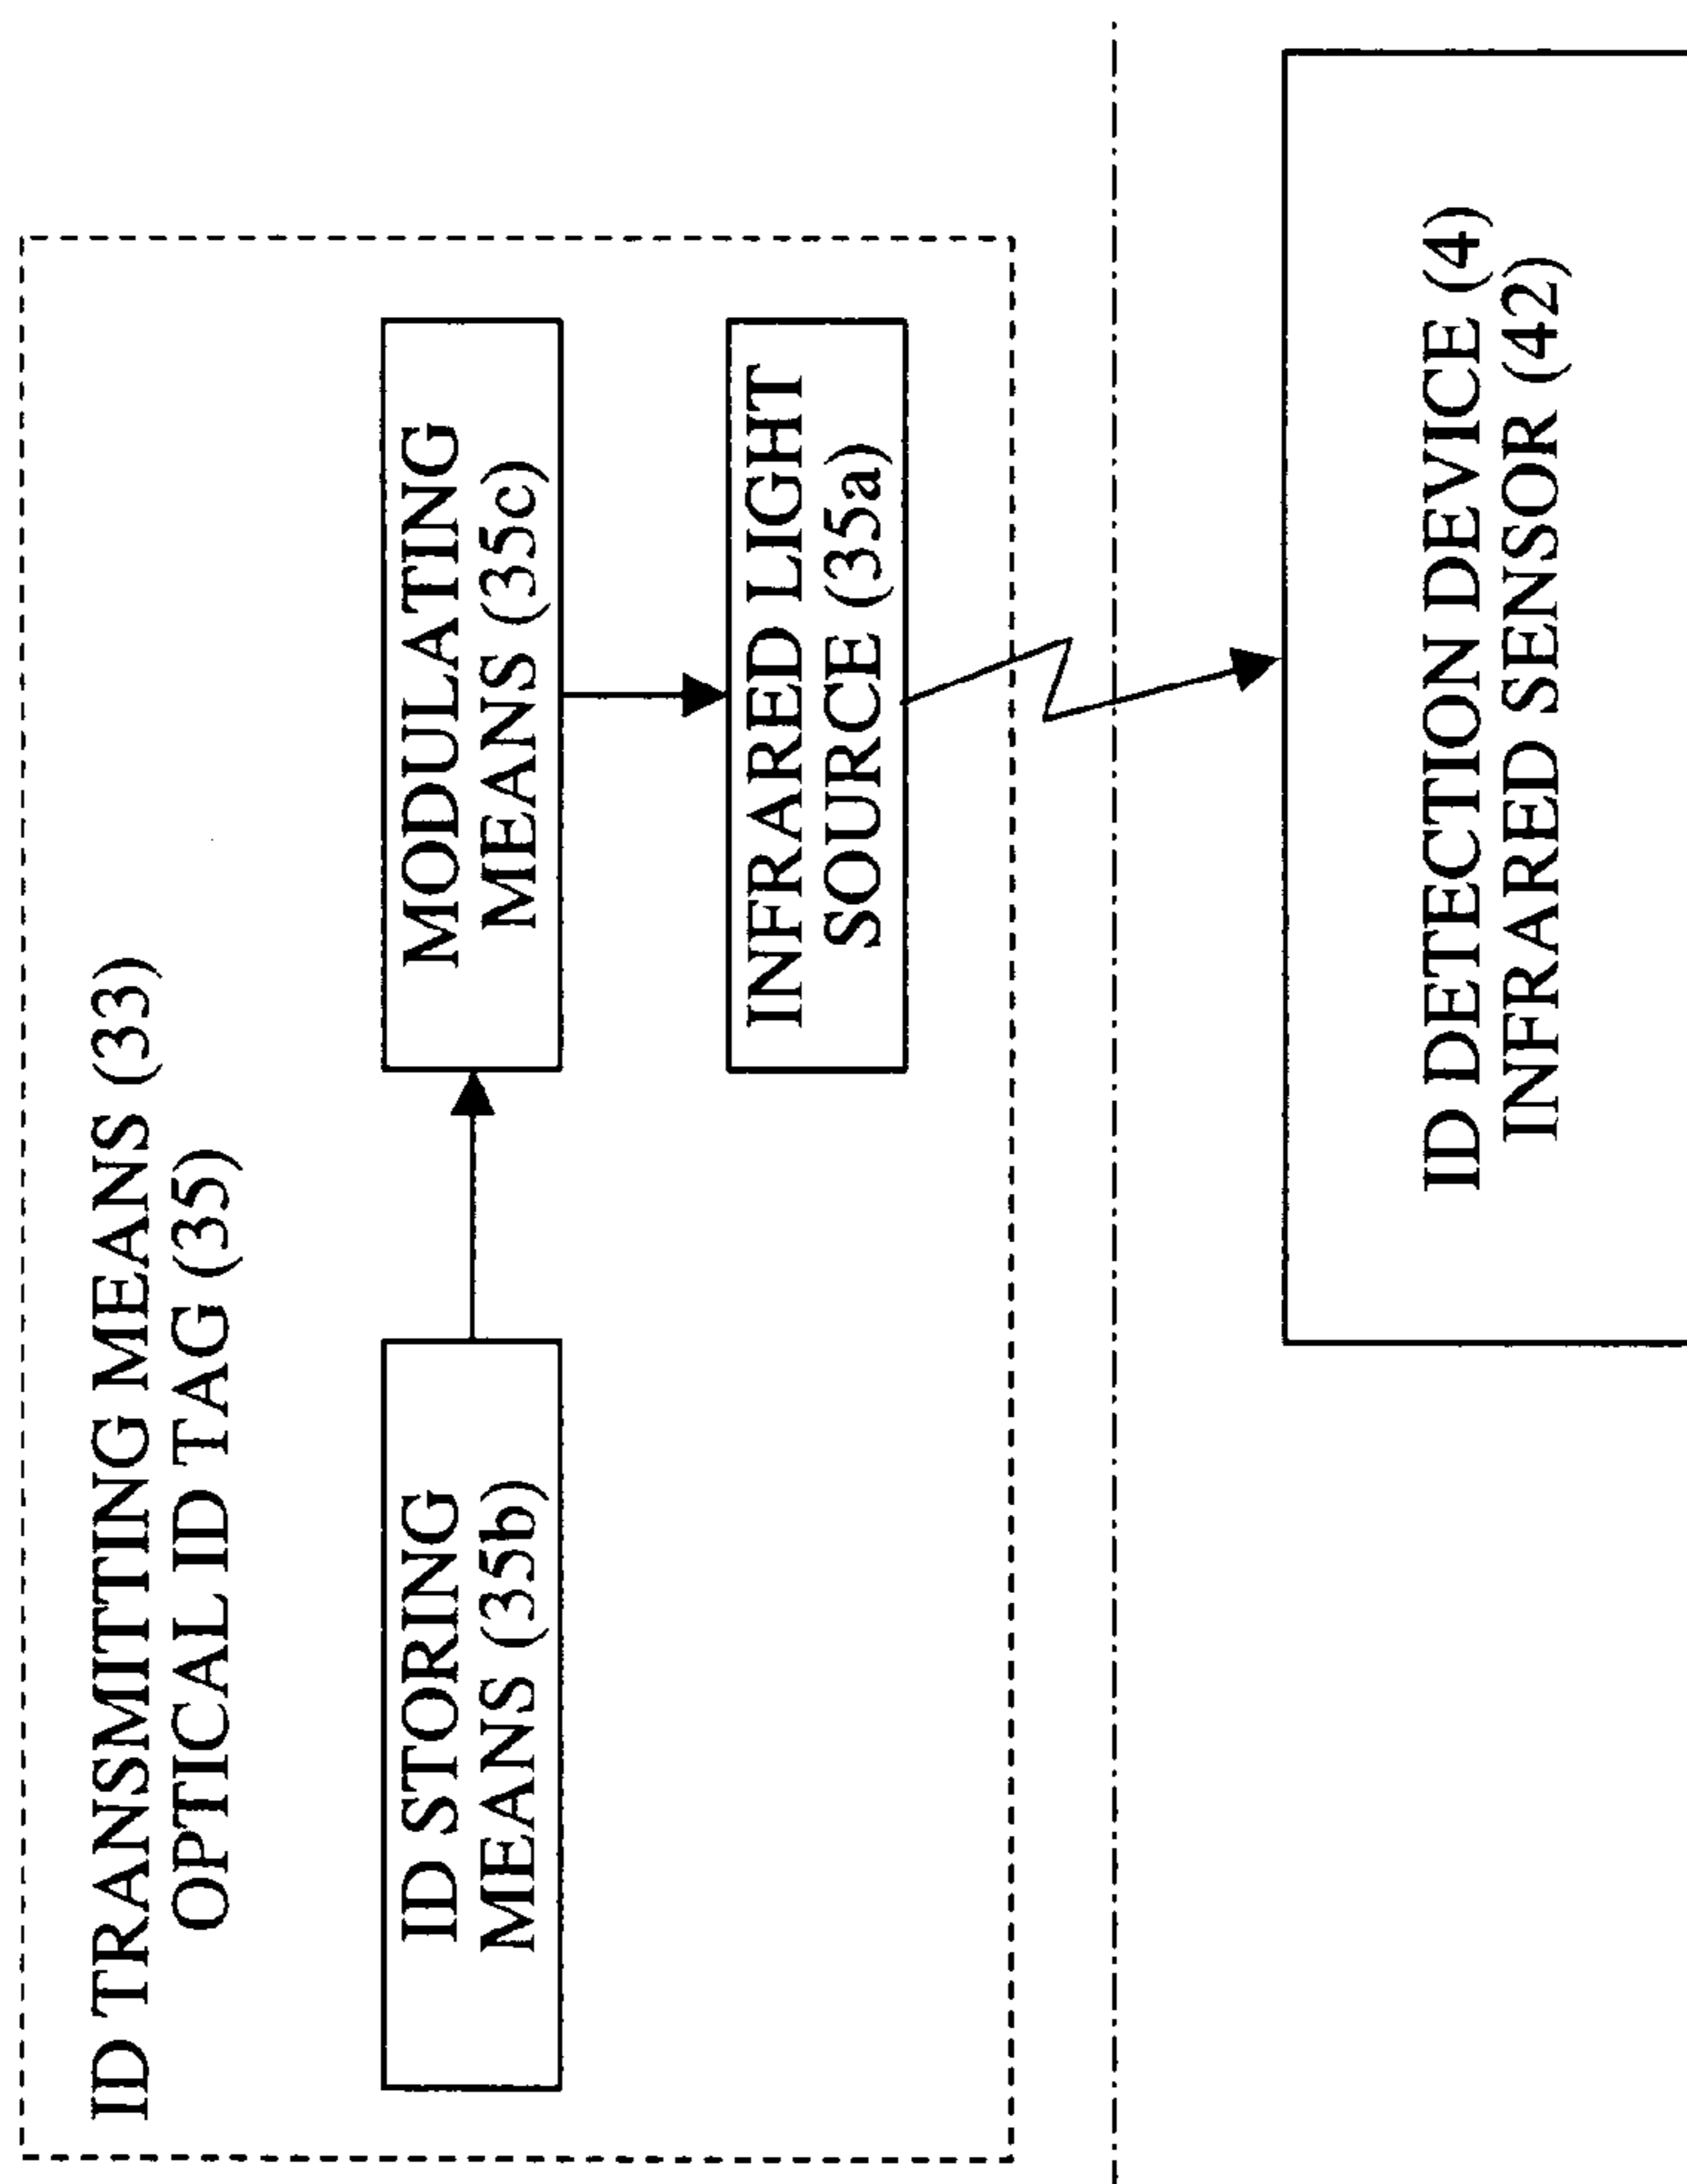 ID TRANSMITTING MEANS (33)
OPTICAL ID TAG (35)
ID STORING
MEANS (35b)
MODULATING
MEANS (35c)
INFRARED LIGHT
SOURCE (35a)
ID DETECTION DEVICE (4)
INFRARED SENSOR (42)